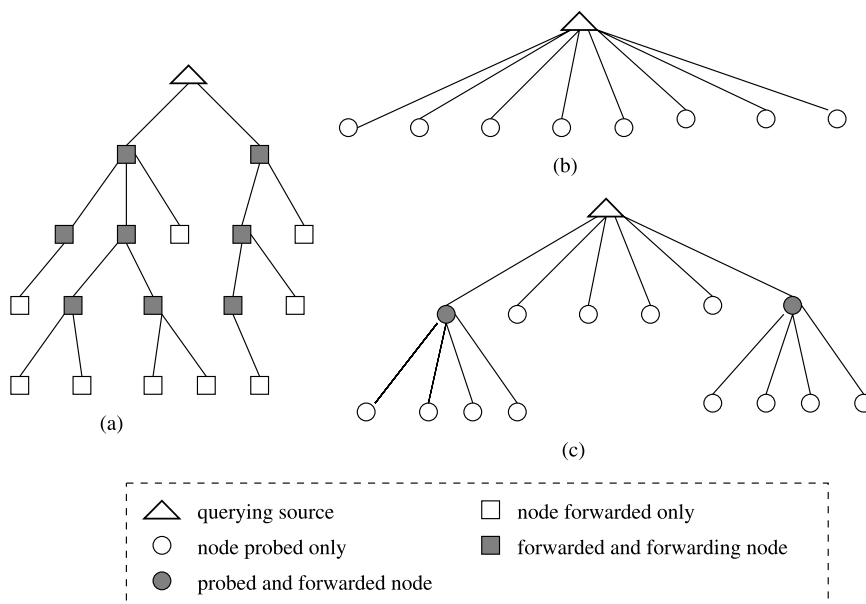 (b)
(a)
(c)
querying source
node forwarded only
node probed only
forwarded and forwarding node
probed and forwarded node